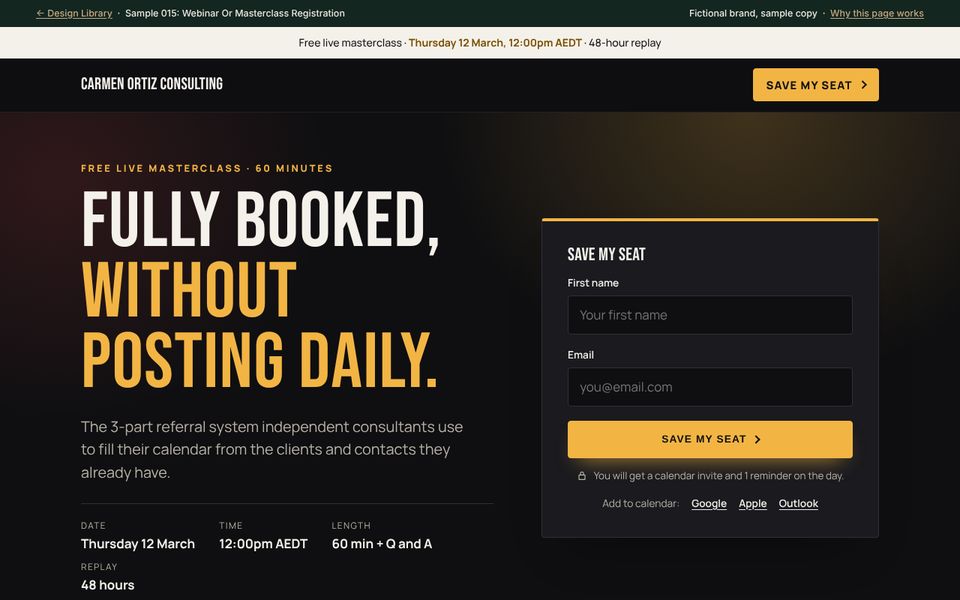 ← Design Library · Sample 015: Webinar Or Masterclass Registration
Fictional brand, sample copy · Why this page works
Free live masterclass · Thursday 12 March, 12:00pm AEDT · 48-hour replay
CARMEN ORTIZ CONSULTING
SAVE MY SEAT
FREE LIVE MASTERCLASS · 60 MINUTES
FULLY BOOKED,
WITHOUT
POSTING DAILY.
The 3-part referral system independent consultants use
to fill their calendar from the clients and contacts they
already have.
DATE
Thursday 12 March
TIME
12:00pm AEDT
LENGTH
60 min + Q and A
REPLAY
48 hours
SAVE MY SEAT
First name
Your first name
Email
you@email.com
SAVE MY SEAT
You will get a calendar invite and 1 reminder on the day.
Add to calendar: Google Apple Outlook